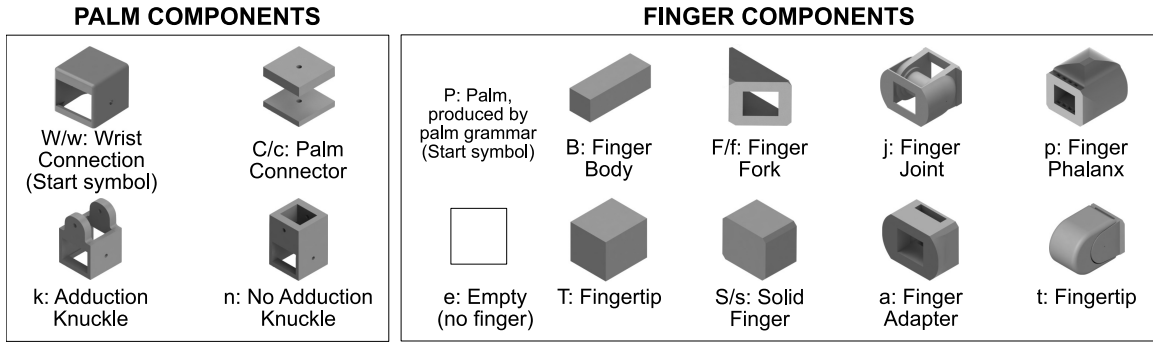 PALM COMPONENTS
W/w: Wrist
Connection
(Start symbol)
C/c: Palm
Connector
k: Adduction
Knuckle
n: No Adduction
Knuckle
FINGER COMPONENTS
P: Palm,
produced by
palm grammar
(Start symbol)
B: Finger
Body
F/f: Finger
Fork
j: Finger
Joint
p: Finger
Phalanx
e: Empty
(no finger)
T: Fingertip
S/s: Solid
Finger
a: Finger
Adapter
t: Fingertip